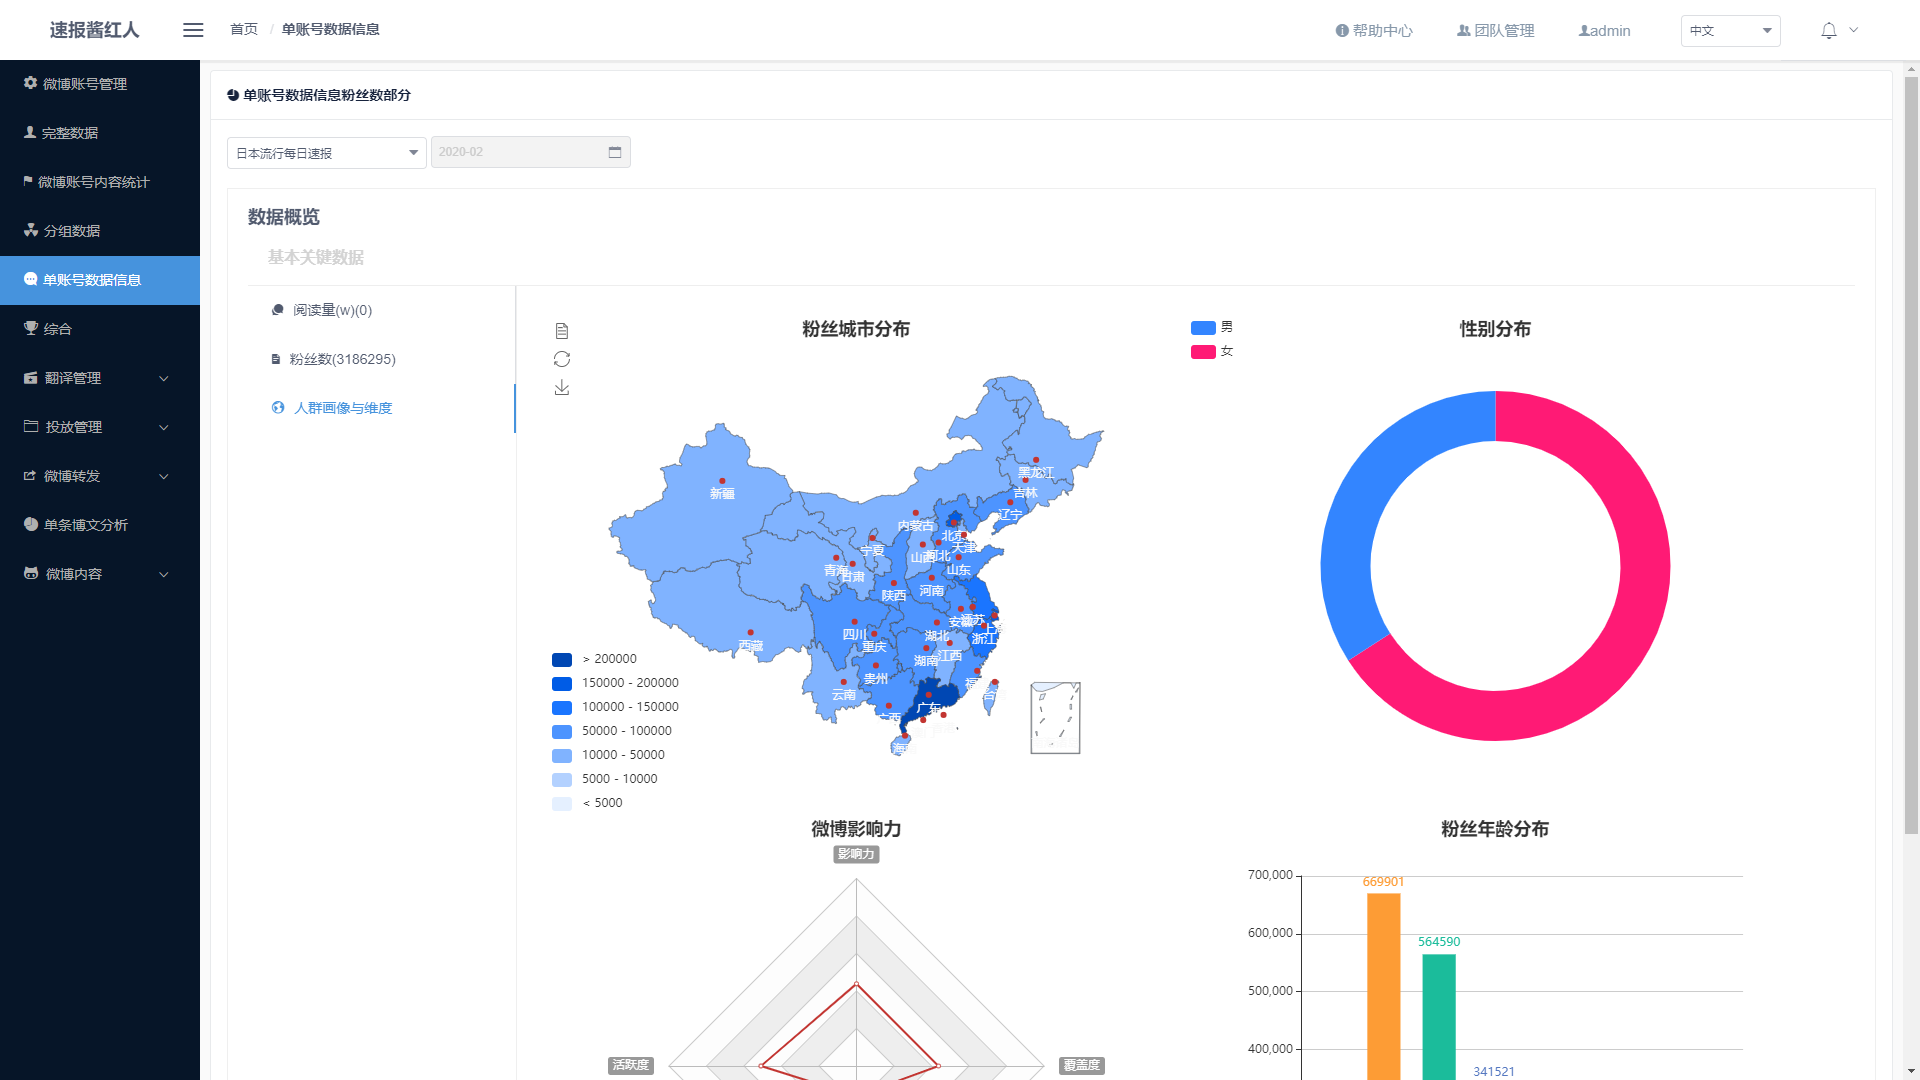 速报酱红人
首页 / 单账号数据信息
帮助中心
团队管理
admin
中文
微博账号管理
完整数据
微博账号内容统计
分组数据
单账号数据信息
综合
翻译管理
投放管理
微博转发
单条博文分析
微博内容
单账号数据信息粉丝数部分
日本流行每日速报
2020-02
数据概览
基本关键数据
阅读量(w)(0)
粉丝数(3186295)
人群画像与维度
粉丝城市分布
黑龙江
新疆
吉林
辽宁
内蒙古
北京
天津
宁夏
山西
河北
青海
甘肃
山东
陕西
河南
安徽
江苏
上海
四川
湖北
浙江
重庆
西藏
湖南
江西
贵州
云南
广东
广西
> 200000
150000 - 200000
100000 - 150000
50000 - 100000
10000 - 50000
5000 - 10000
< 5000
男
女
性别分布
微博影响力
影响力
活跃度
覆盖度
粉丝年龄分布
700,000
600,000
500,000
400,000
669901
564590
341521